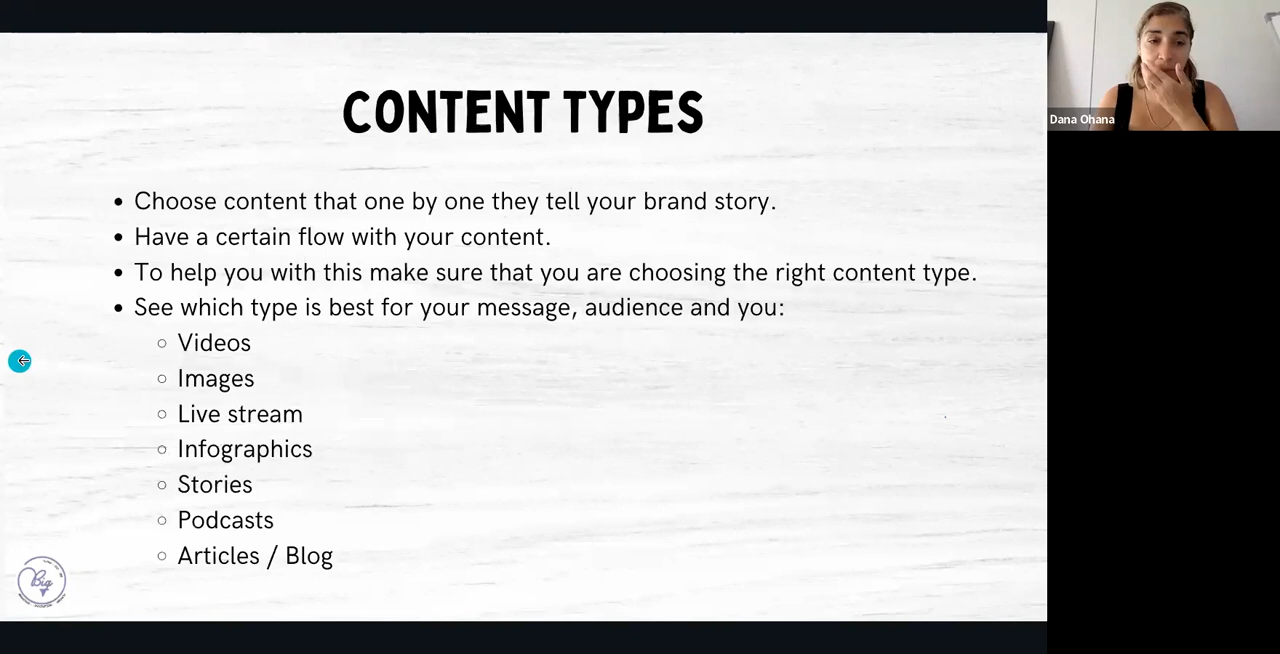 CONTENT TYPES
Choose content that one by one they tell your brand story.
Have a certain flow with your content.
To help you with this make sure that you are choosing the right content type.
See which type is best for your message, audience and you:
Videos
Images
Live stream
Infographics
Stories
Podcasts
Articles / Blog
Big
Dana Ohana